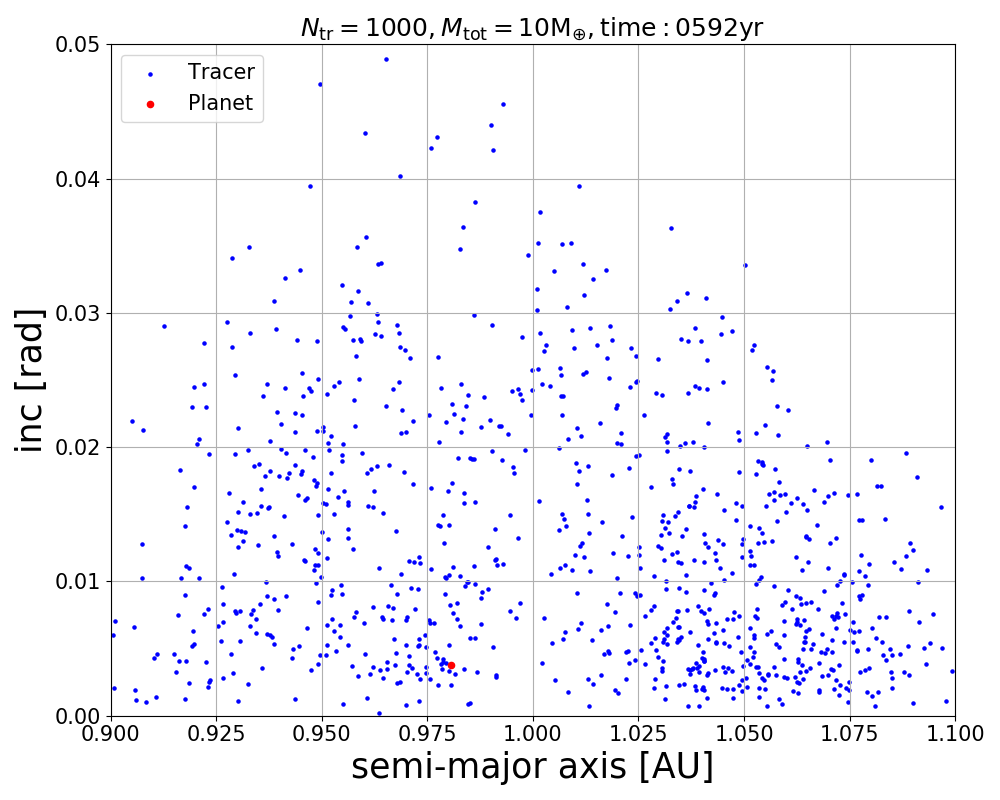 N_tr = 1000, M_tot = 10M_⊕, time : 0592yr
Tracer
Planet
inc [rad]
0.05
0.04
0.03
0.02
0.01
0.00
0.900 0.925 0.950 0.975 1.000 1.025 1.050 1.075 1.100
semi-major axis [AU]